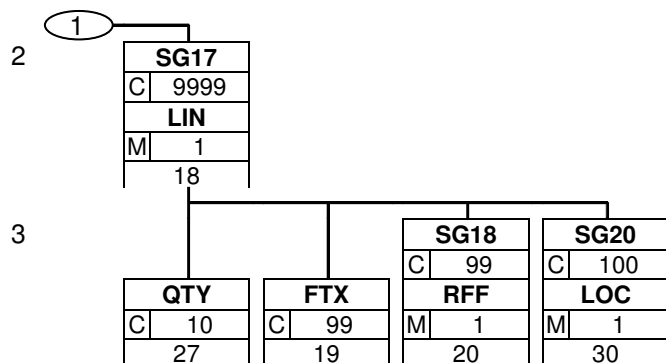 1
2
SG17
C 9999
LIN
M 1
18
3
SG18 SG20
C 99 C 100
QTY FTX RFF LOC
C 10 C 99 M 1 M 1
27 19 20 30